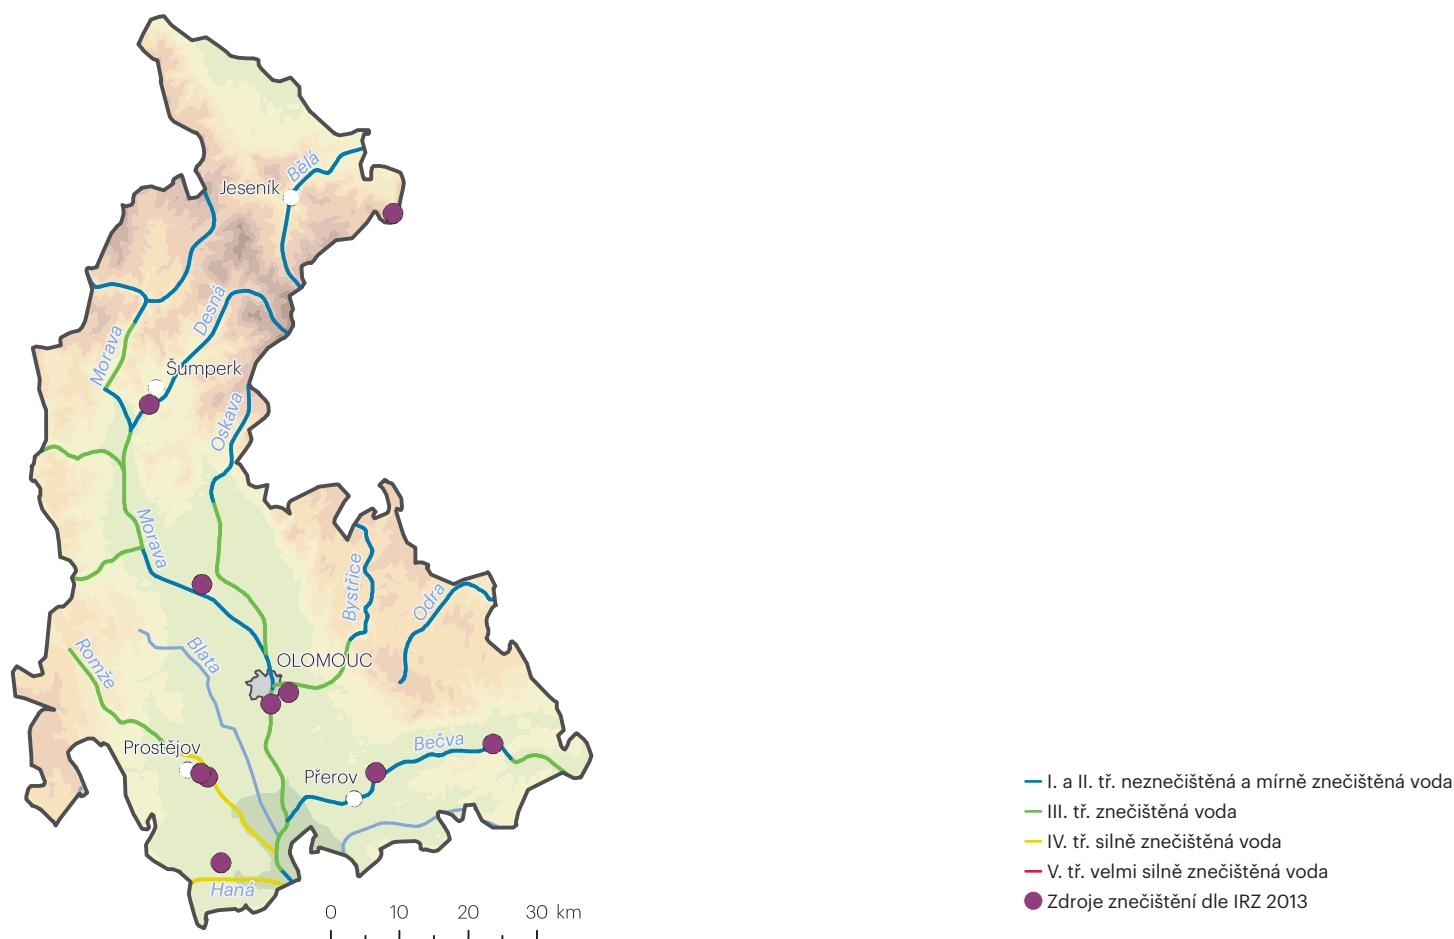 Bělá
Jeseník
Desná
Morava
Šumperk
Oskava
Morava
Bystřice
Odra
Romže
Blata
OLOMOUC
Prostějov
Bečva
Přerov
Haná
0 10 20 30 km
I. a II. tř. neznečištěná a mírně znečištěná voda
III. tř. znečištěná voda
IV. tř. silně znečištěná voda
V. tř. velmi silně znečištěná voda
Zdroje znečištění dle IRZ 2013